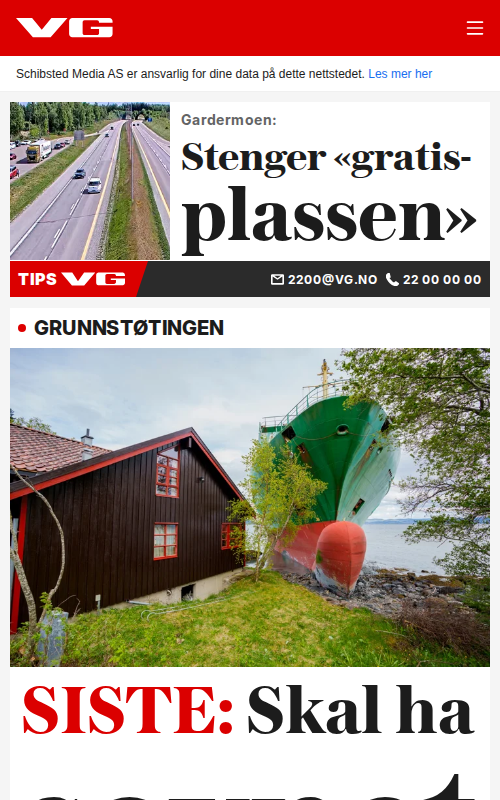 VG
Schibsted Media AS er ansvarlig for dine data på dette nettstedet. Les mer her
Gardermoen:
Stenger «gratis-
plassen»
TIPS VG 2200@VG.NO 22 00 00 00
GRUNNSTØTINGEN
SISTE: Skal ha